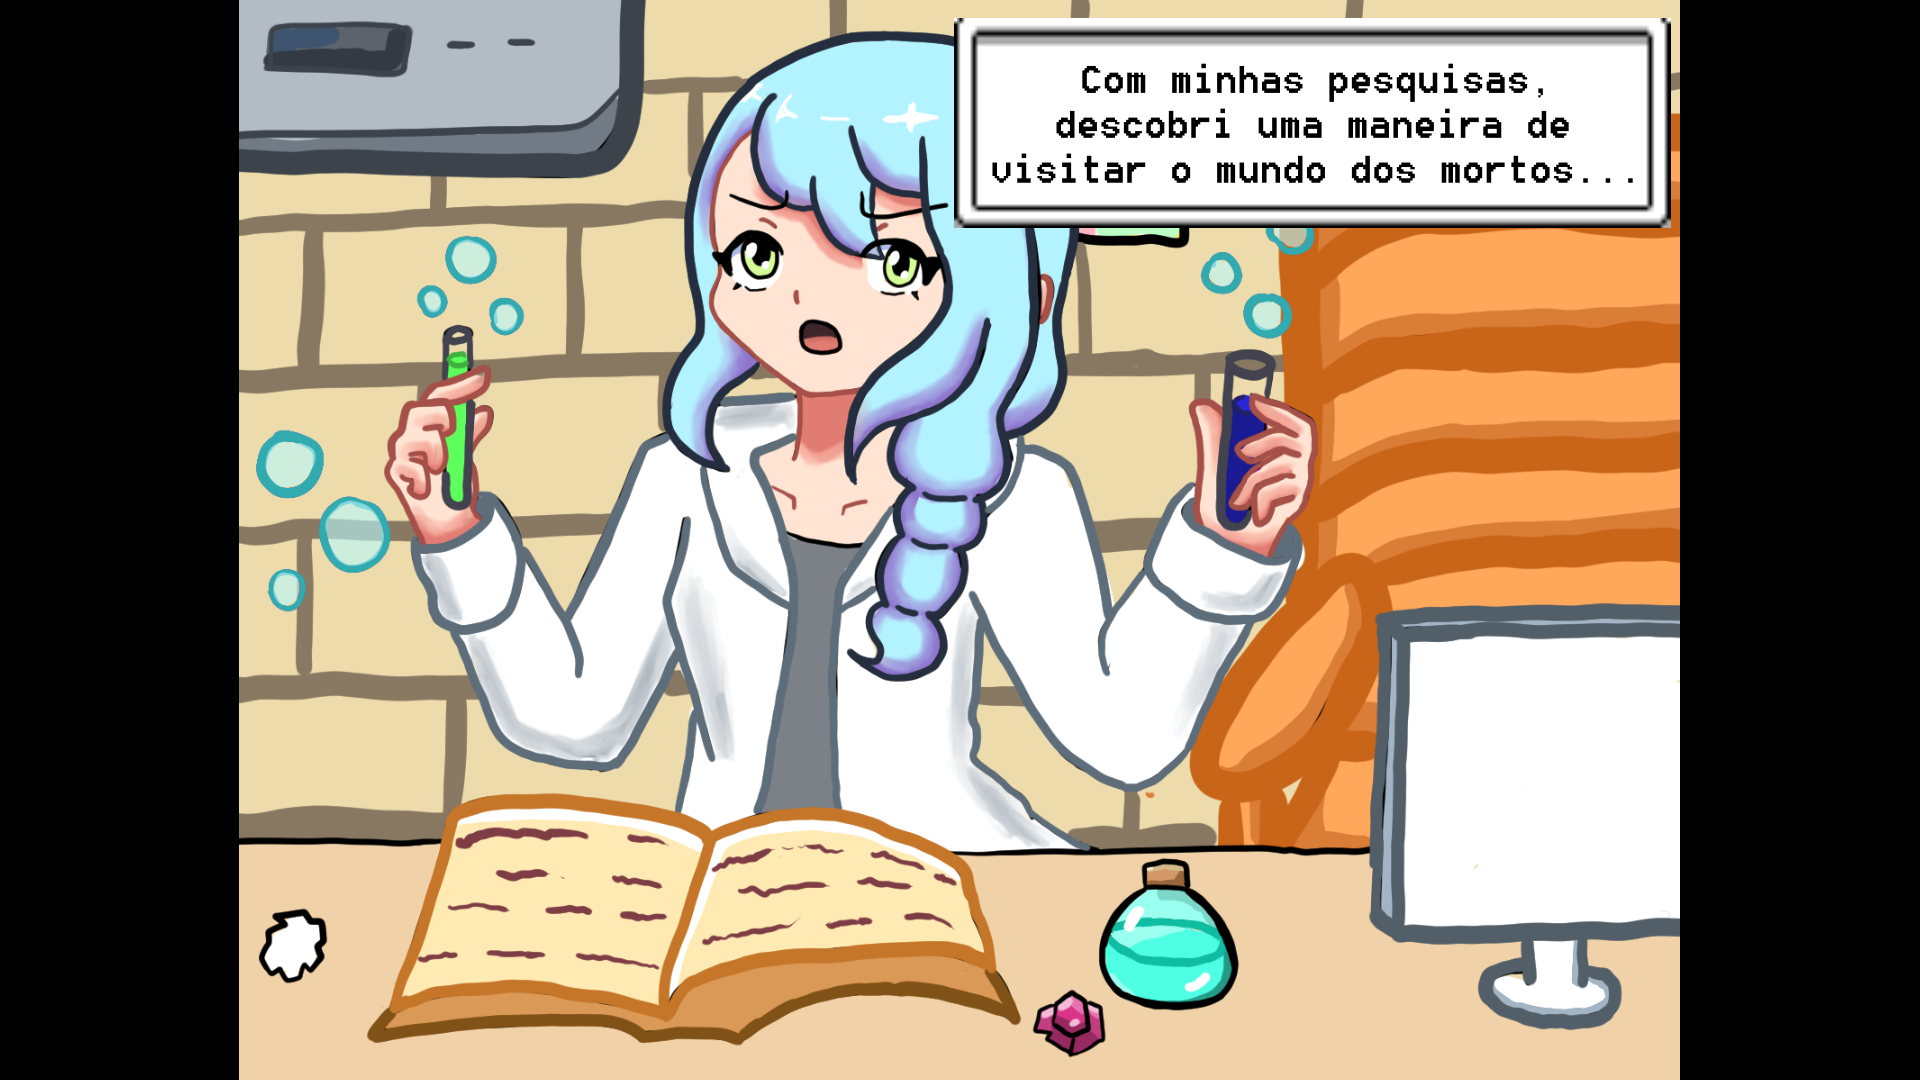 Com minhas pesquisas,
descobri uma maneira de
visitar o mundo dos mortos...